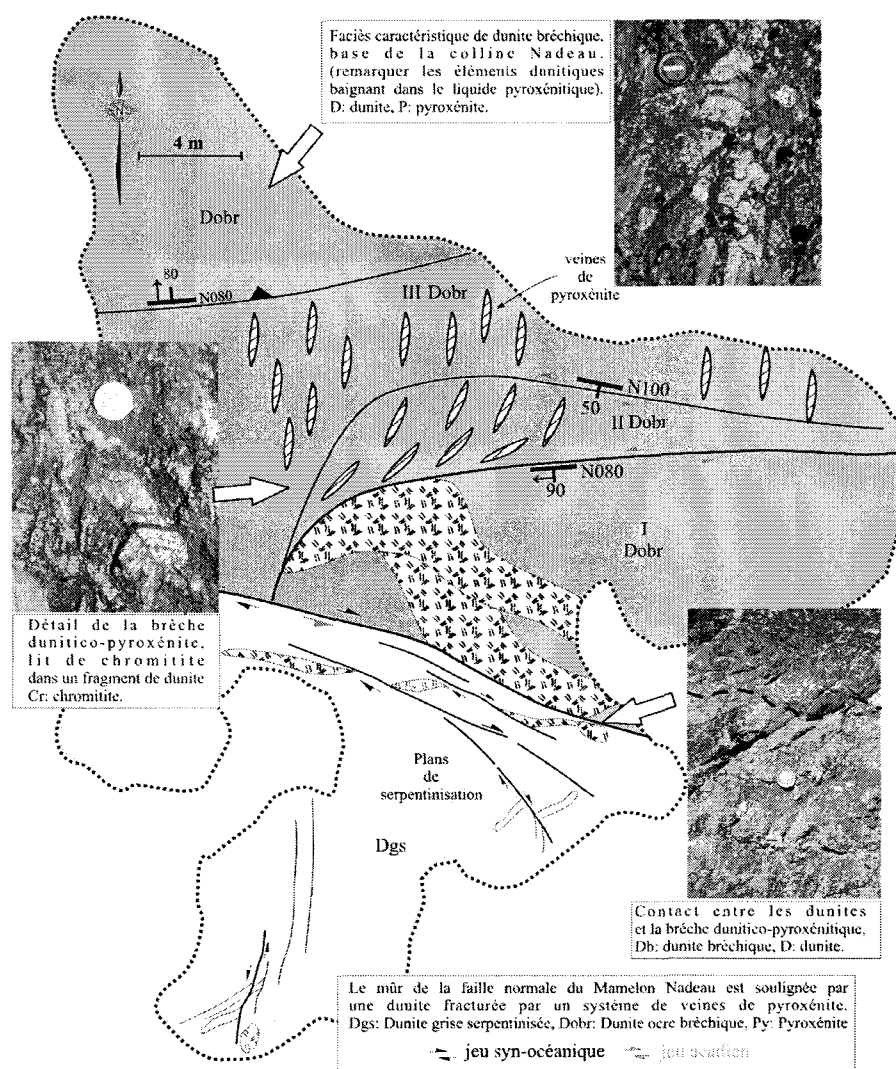 Faciès caractéristique de dunite bréchique,
base de la colline Nadeau.
(remarquer les éléments dunitiques
baignant dans le liquide pyroxénitique).
D: dunite, P: pyroxénite.
N
4 m
Dobr
80
N080
III Dobr
veines
de
pyroxénite
N100
50
II Dobr
N080
90
I
Dobr
Détail de la brèche
dunitico-pyroxénite,
lit de chromitite
dans un fragment de dunite
Cr: chromitite.
Plans
de
serpentinisation
Dgs
Contact entre les dunites
et la brèche dunitico-pyroxénitique,
Db: dunite bréchique, D: dunite.
Le mûr de la faille normale du Mamelon Nadeau est soulignée par
une dunite fracturée par un système de veines de pyroxénite.
Dgs: Dunite grise serpentinisée, Dobr: Dunite ocre bréchique, Py: Pyroxénite
jeu syn-océanique jeu acadien